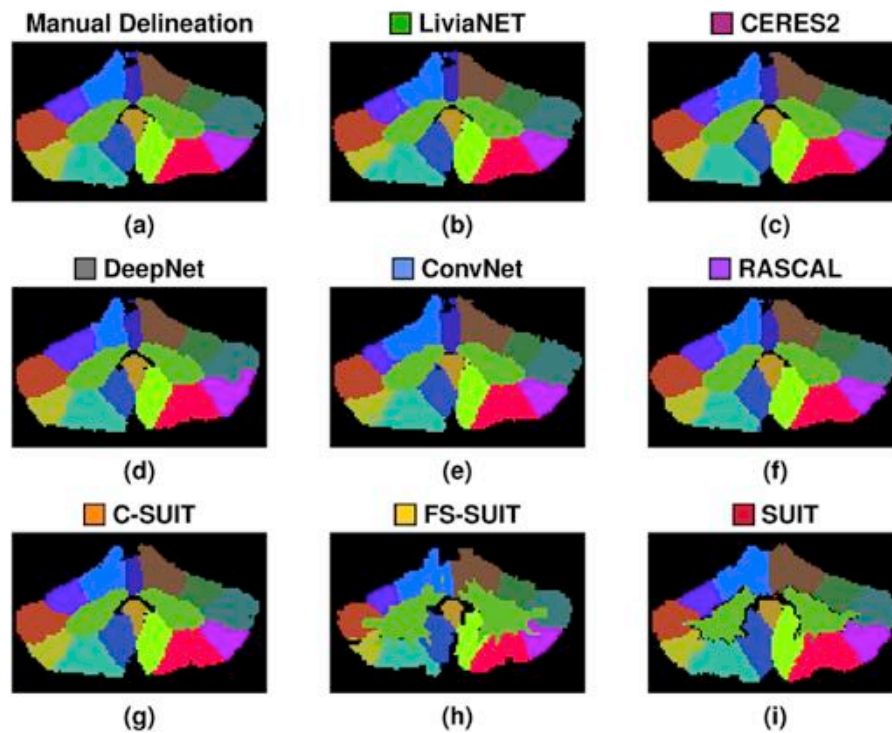 Manual Delineation LiviaNET CERES2
(a) (b) (c)
DeepNet ConvNet RASCAL
(d) (e) (f)
C-SUIT FS-SUIT SUIT
(g) (h) (i)